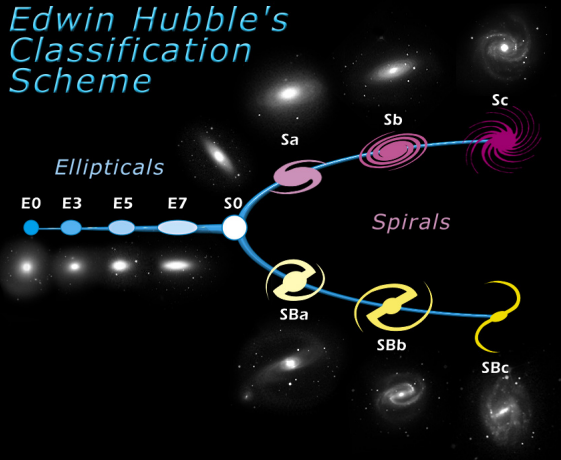 Edwin Hubble's
Classification
Scheme
Ellipticals
E0 E3 E5 E7 S0
Sa
Sb
Sc
Spirals
SBa
SBb
SBc